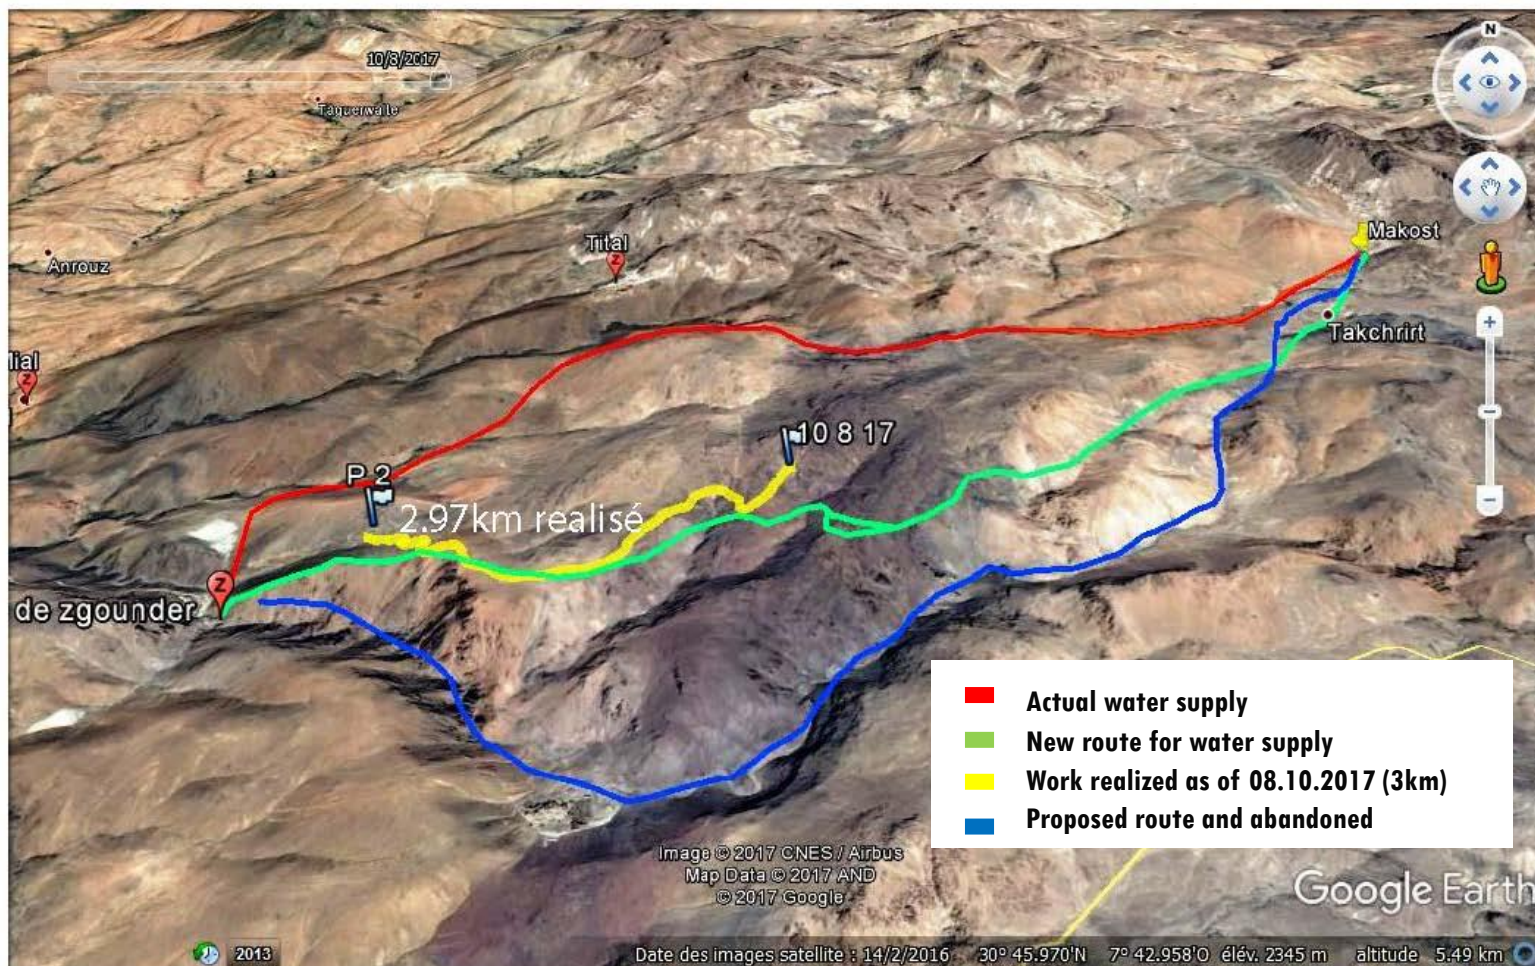 10/8/2017
Taguerwalte
N
Makost
Tital
Anrouz
Takchrirt
lial
10 8 17
P 2
2.97km realisé
de zgounder
Actual water supply
New route for water supply
Work realized as of 08.10.2017 (3km)
Proposed route and abandoned
Image © 2017 CNES / Airbus
Map Data © 2017 AND
© 2017 Google
Google Earth
2013
Date des images satellite : 14/2/2016 30° 45.970'N 7° 42.958'O élév. 2345 m altitude 5.49 km